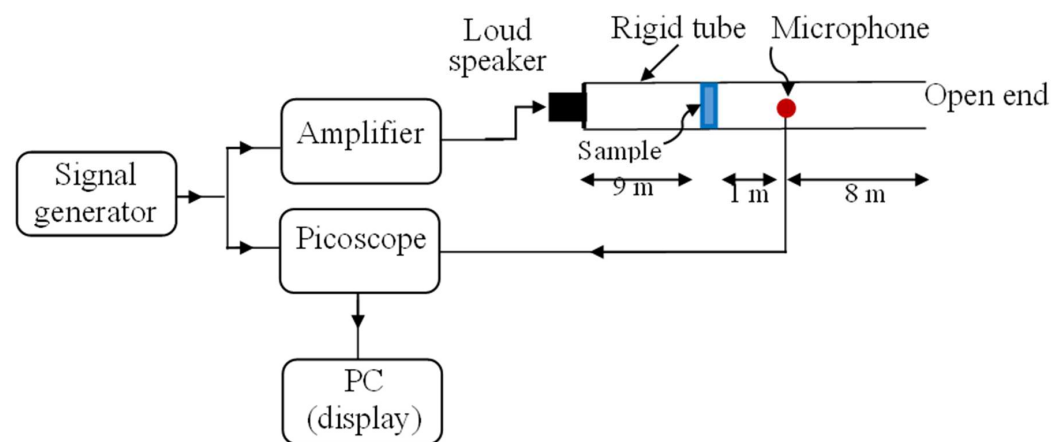 Loud
speaker
Rigid tube
Microphone
Open end
Amplifier
Sample
Signal
generator
9 m
1 m
8 m
Picoscope
PC
(display)